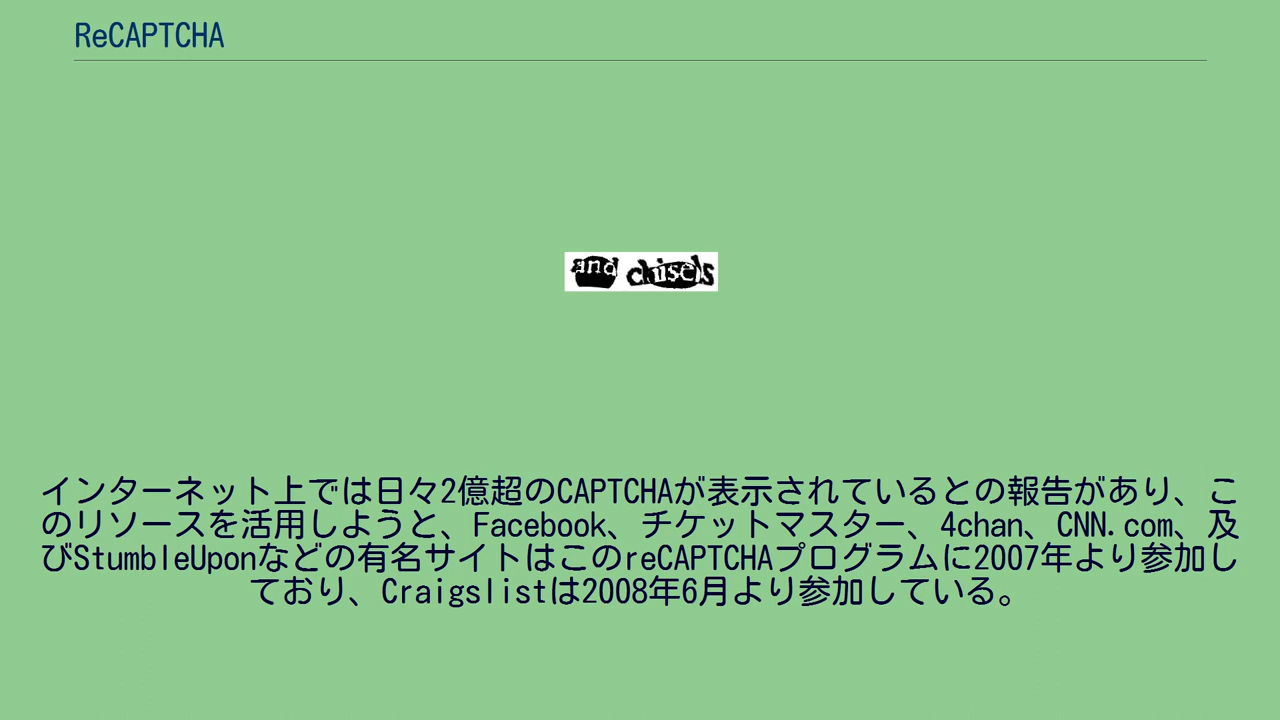 ReCAPTCHA
and chisels
インターネット上では日々2億超のCAPTCHAが表示されているとの報告があり、こ
のリソースを活用しようと、Facebook、チケットマスター、4chan、CNN.com、及
びStumbleUponなどの有名サイトはこのreCAPTCHAプログラムに2007年より参加し
ており、Craigslistは2008年6月より参加している。